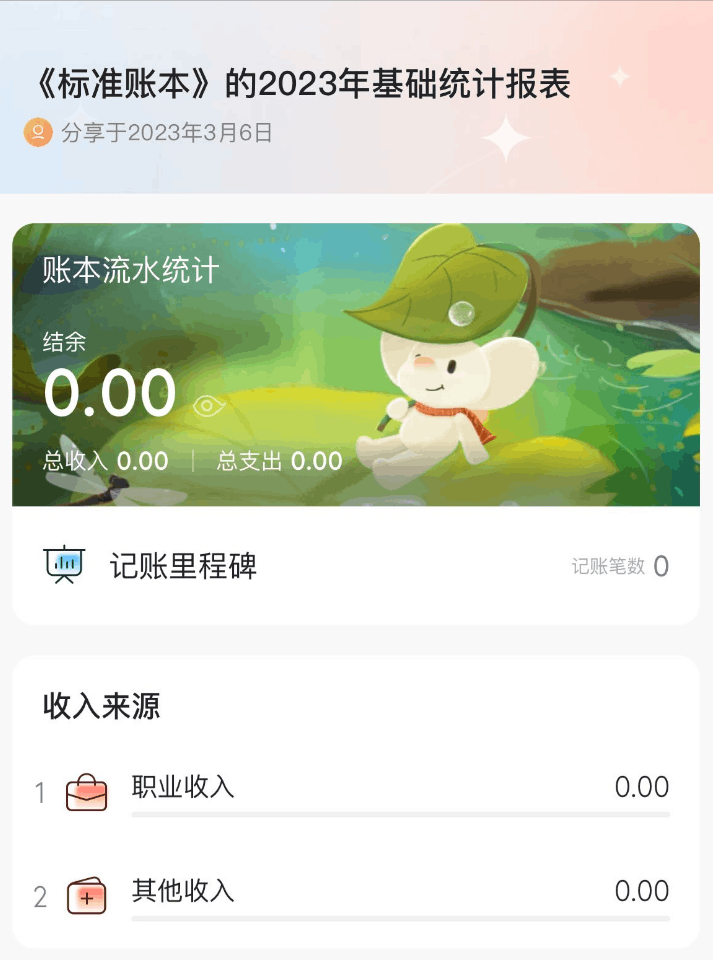 《标准账本》的2023年基础统计报表
分享于2023年3月6日
账本流水统计
结余
0.00
总收入 0.00 | 总支出 0.00
记账里程碑 记账笔数 0
收入来源
1 职业收入 0.00
2 其他收入 0.00